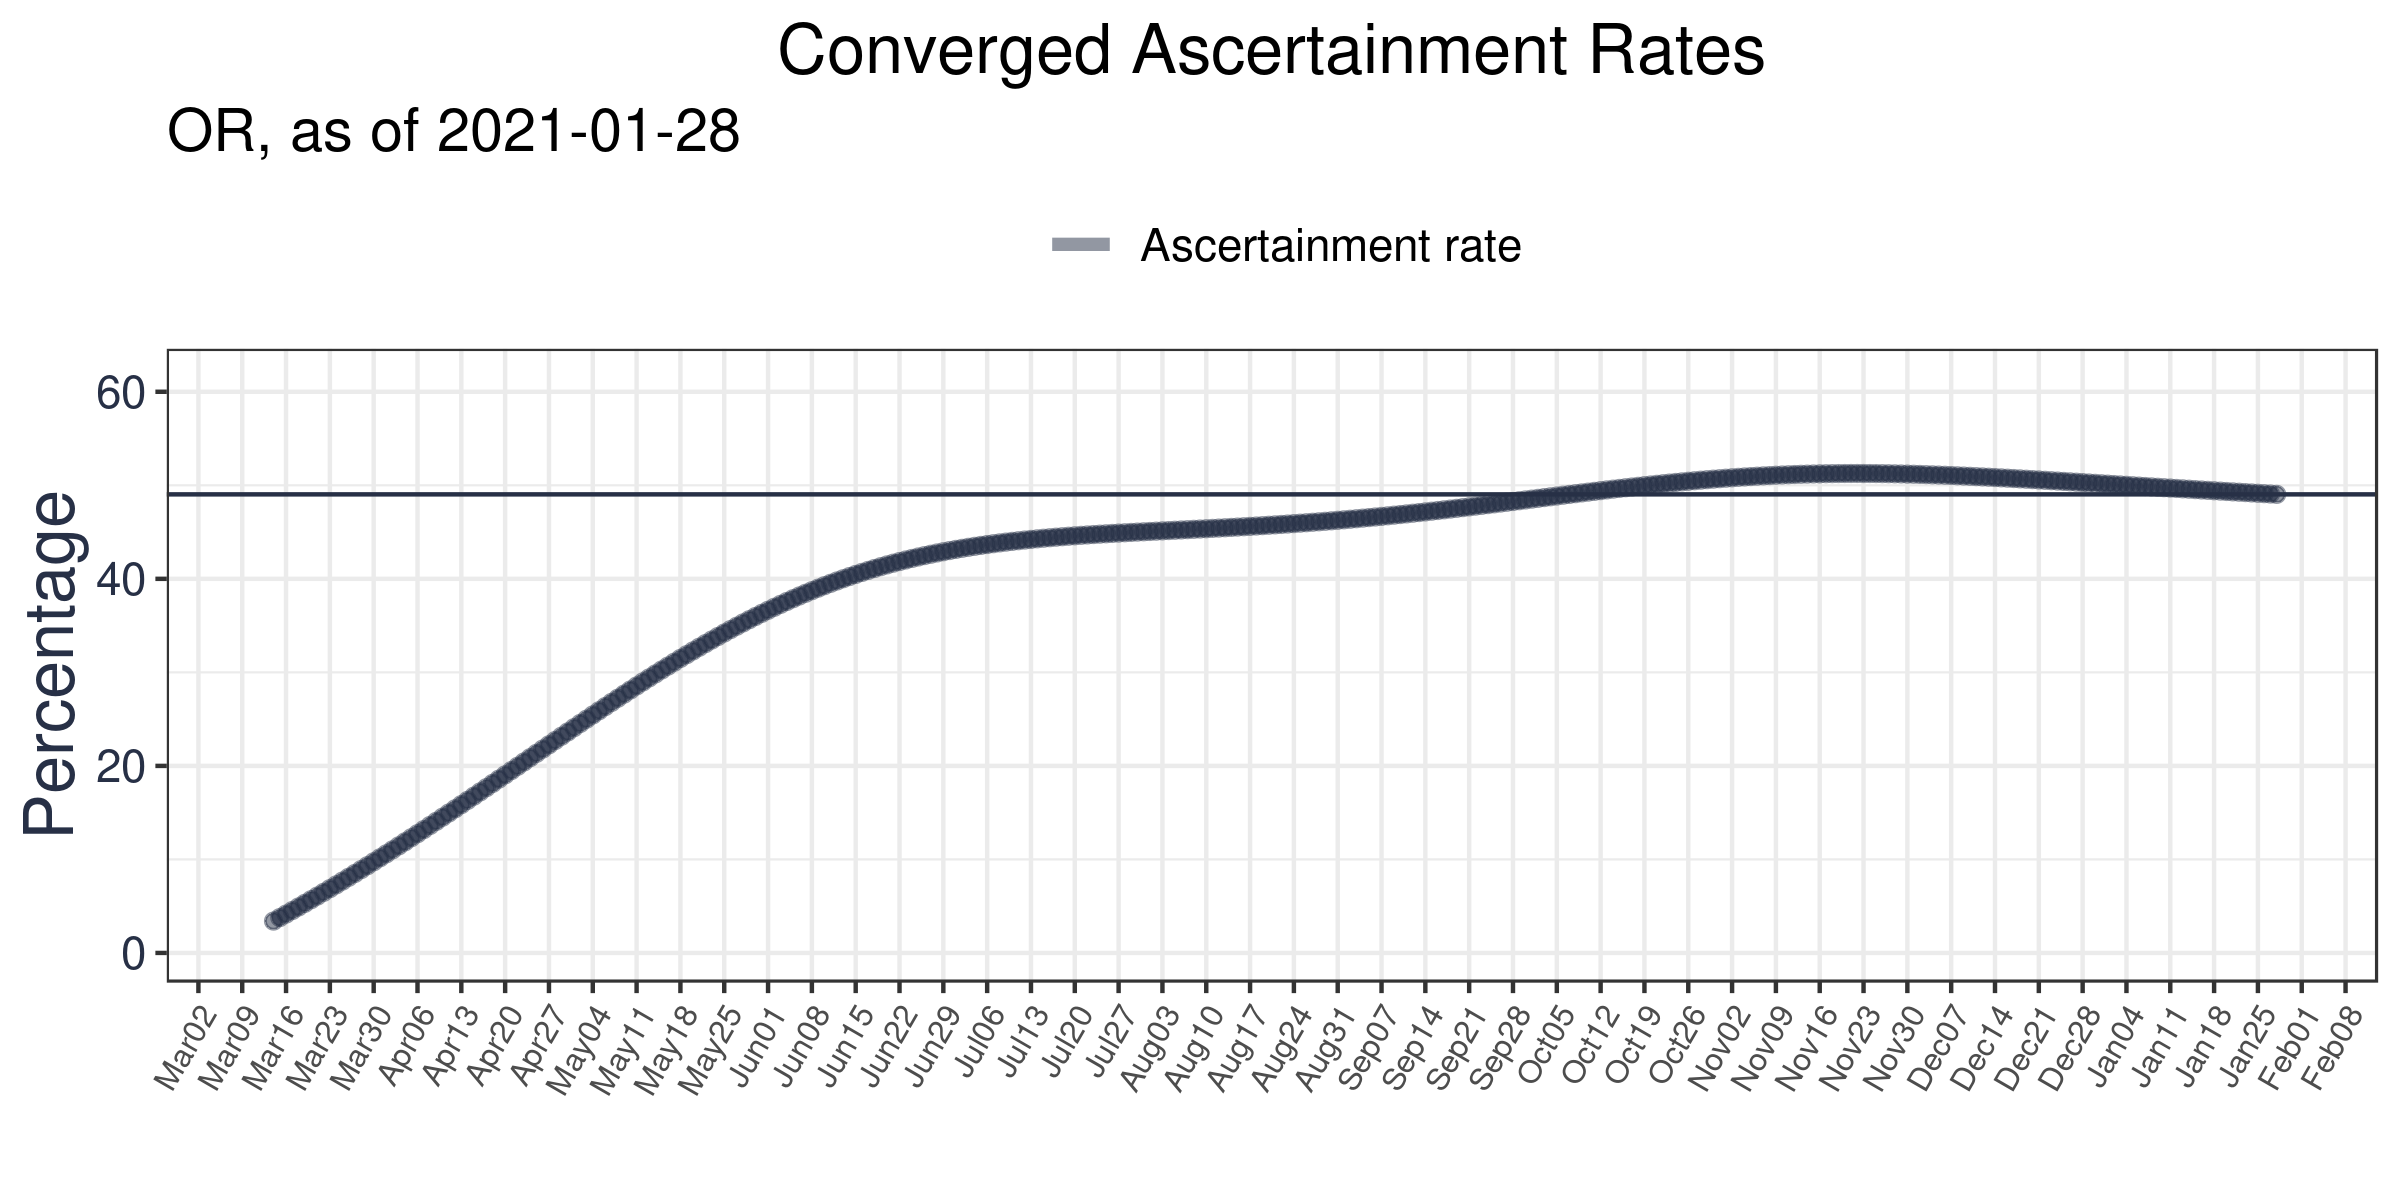 Converged Ascertainment Rates
OR, as of 2021-01-28
Ascertainment rate
Percentage
60
40
20
0
Mar02 Mar09 Mar16 Mar23 Mar30 Apr06 Apr13 Apr20 Apr27 May04 May11 May18 May25 Jun01 Jun08 Jun15 Jun22 Jun29 Jul06 Jul13 Jul20 Jul27 Aug03 Aug10 Aug17 Aug24 Aug31 Sep07 Sep14 Sep21 Sep28 Oct05 Oct12 Oct19 Oct26 Nov02 Nov09 Nov16 Nov23 Nov30 Dec07 Dec14 Dec21 Dec28 Jan04 Jan11 Jan18 Jan25 Feb01 Feb08